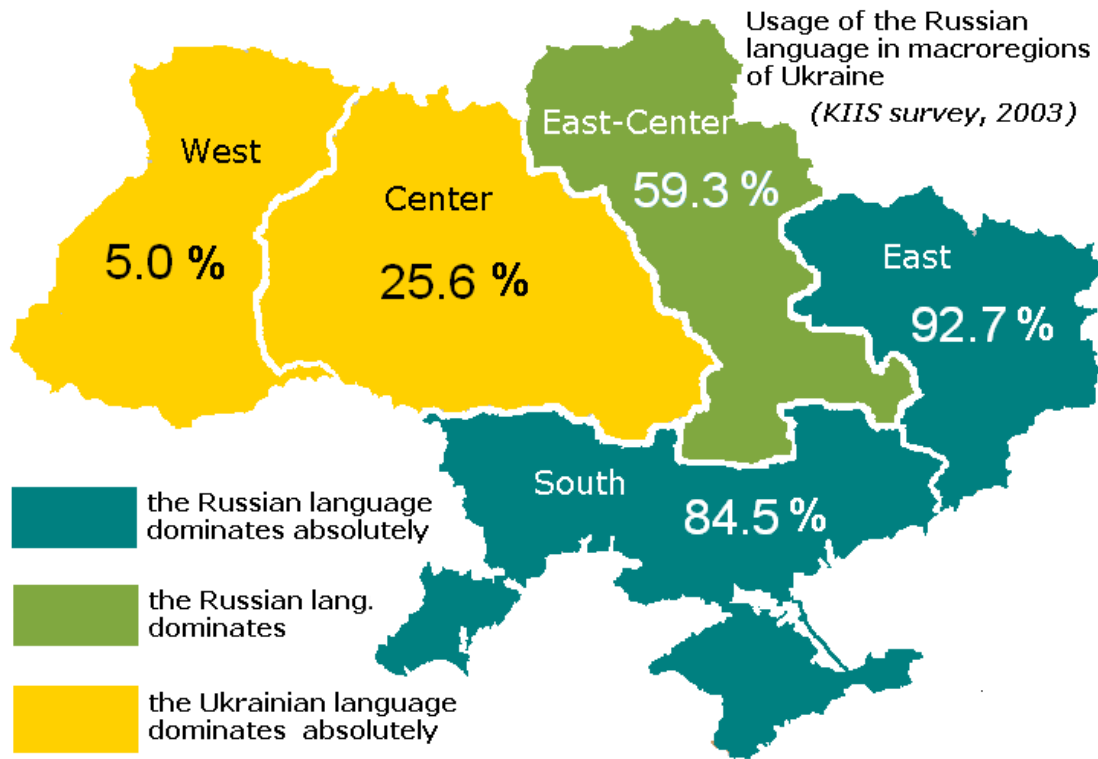 Usage of the Russian
language in macroregions
of Ukraine
(KIIS survey, 2003)
East-Center
59.3 %
West
5.0 %
Center
25.6 %
East
92.7 %
South
84.5 %
the Russian language
dominates absolutely
the Russian lang.
dominates
the Ukrainian language
dominates absolutely